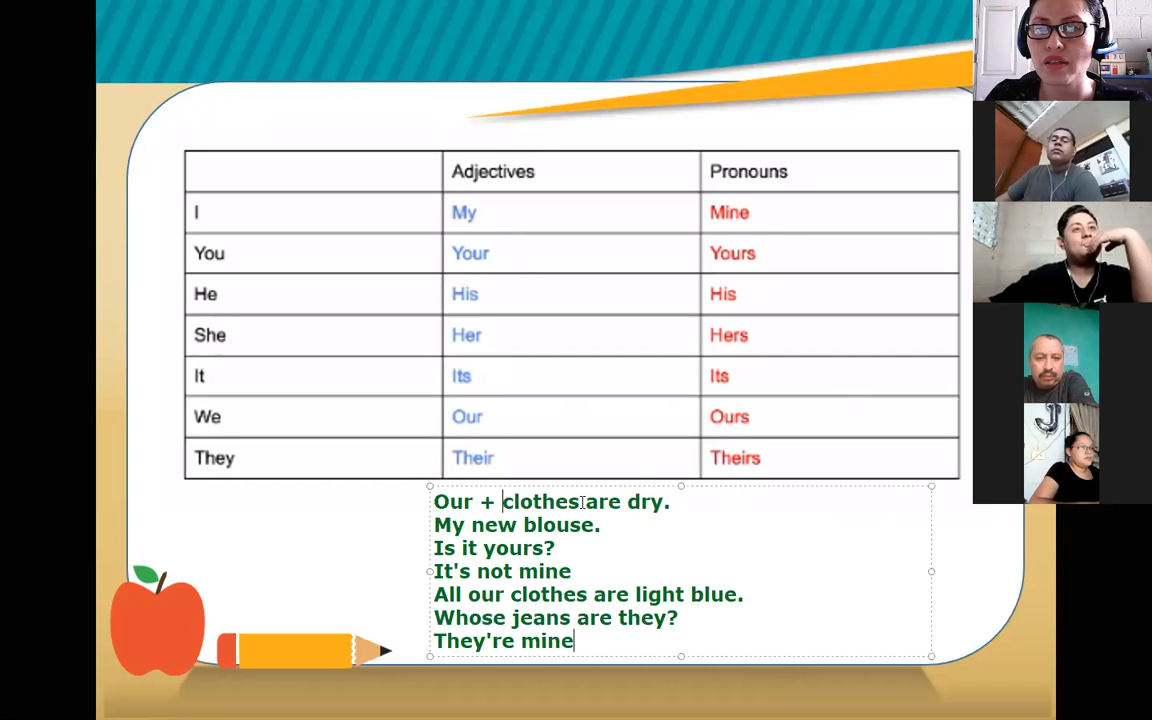 Adjectives Pronouns
I My Mine
You Your Yours
He His His
She Her Hers
It Its Its
We Our Ours
They Their Theirs
Our + clothes are dry.
My new blouse.
Is it yours?
It's not mine
All our clothes are light blue.
Whose jeans are they?
They're mine